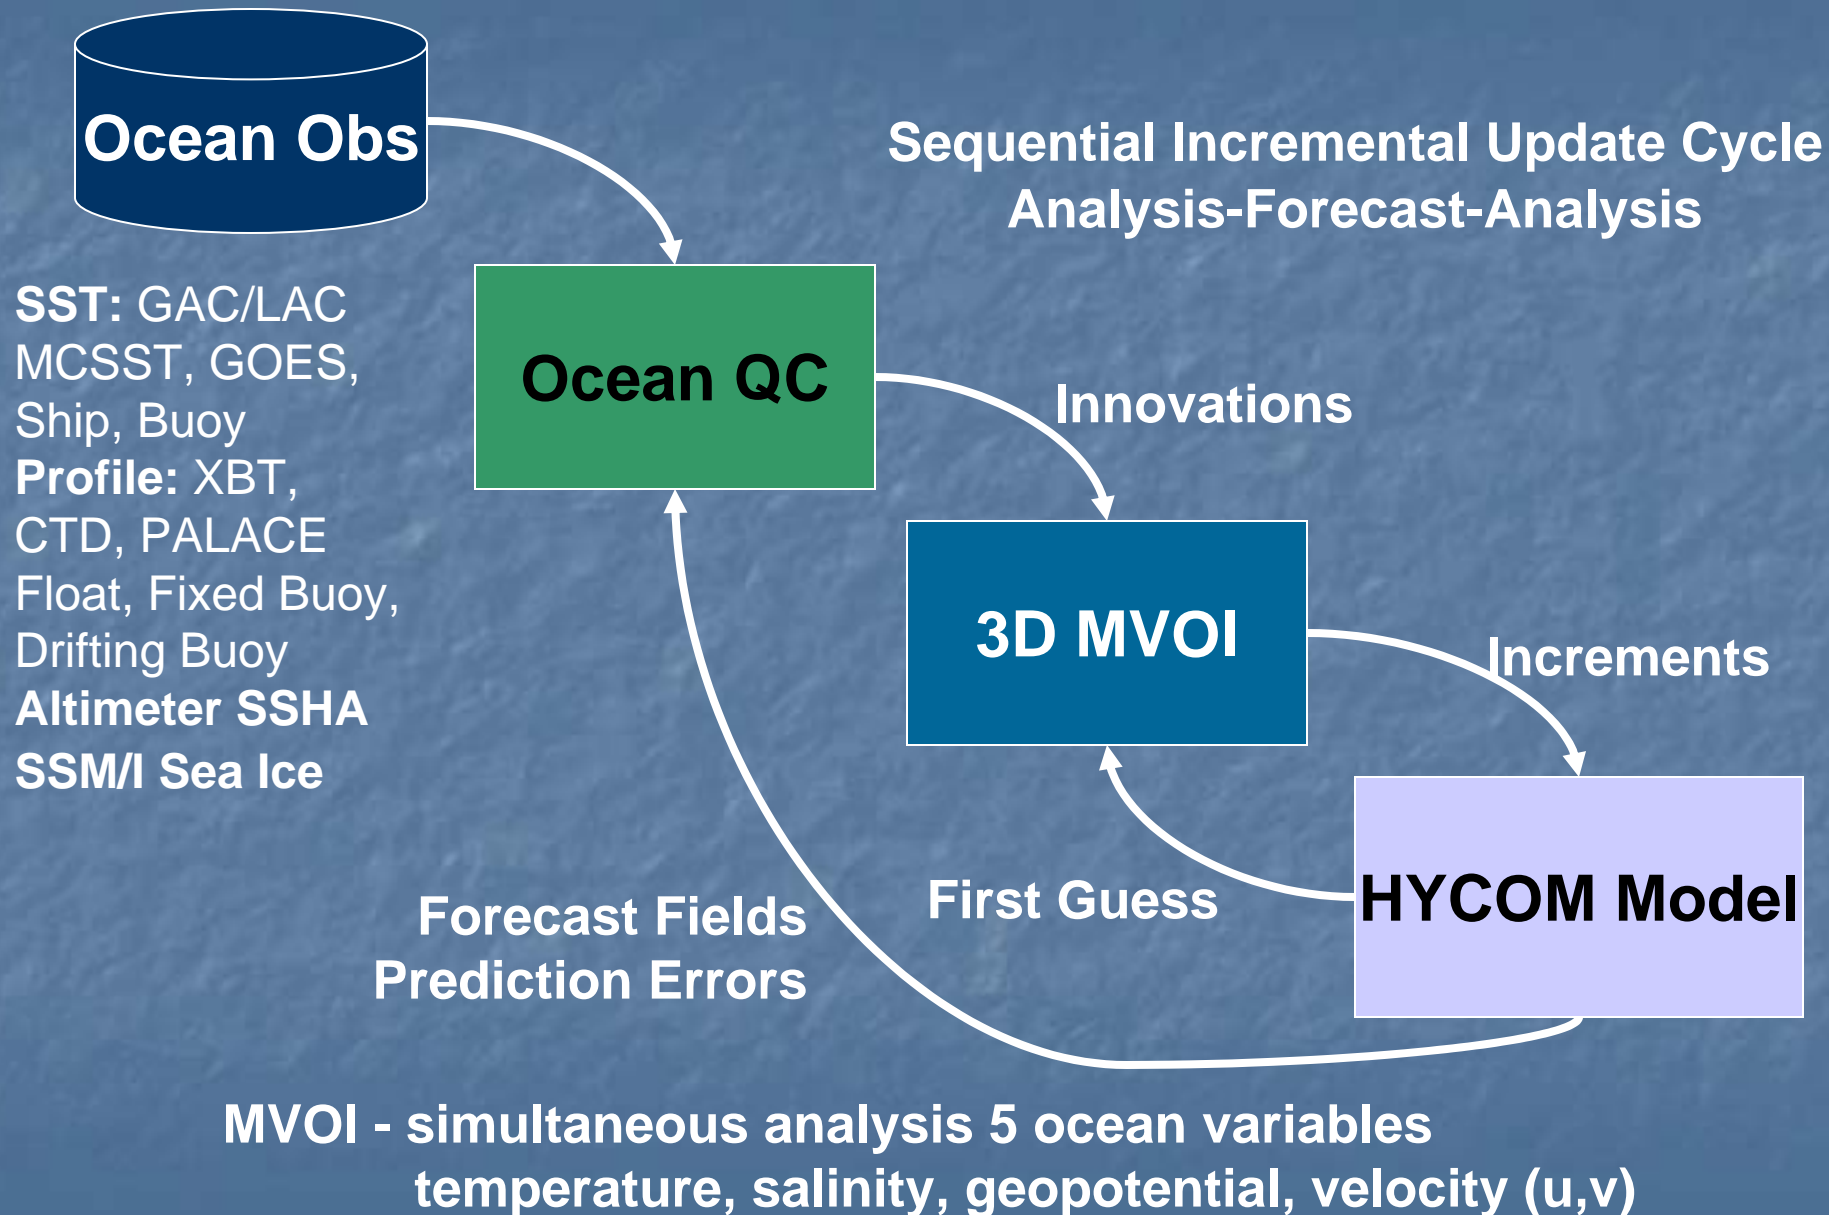 Ocean Obs
Sequential Incremental Update Cycle
Analysis-Forecast-Analysis
SST: GAC/LAC
MCSST, GOES,
Ship, Buoy
Profile: XBT,
CTD, PALACE
Float, Fixed Buoy,
Drifting Buoy
Altimeter SSHA
SSM/I Sea Ice
Ocean QC
Innovations
3D MVOI
Increments
HYCOM Model
First Guess
Forecast Fields
Prediction Errors
MVOI - simultaneous analysis 5 ocean variables
temperature, salinity, geopotential, velocity (u,v)